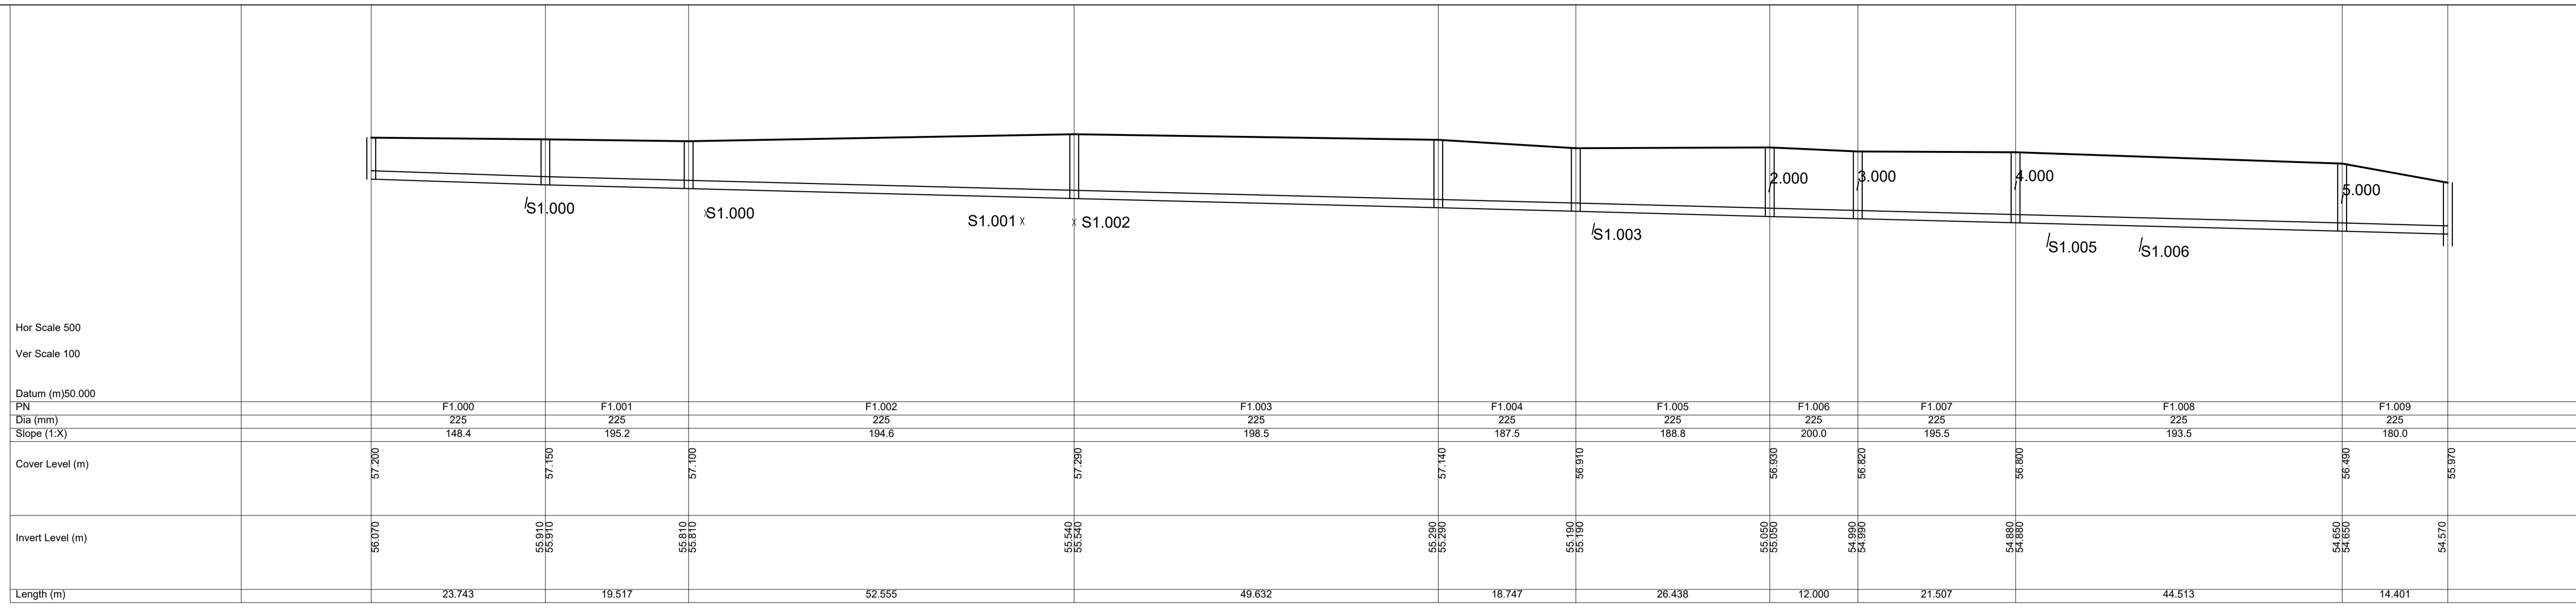 2.000
3.000
4.000
5.000
S1.000
S1.000
S1.001
S1.002
S1.003
S1.005
S1.006
Hor Scale 500
Ver Scale 100
Datum (m)50.000
PN F1.000 F1.001 F1.002 F1.003 F1.004 F1.005 F1.006 F1.007 F1.008 F1.009
Dia (mm) 225 225 225 225 225 225 225 225 225 225
Slope (1:X) 148.4 195.2 194.6 198.5 187.5 188.8 200.0 195.5 193.5 180.0
Cover Level (m) 57.200 57.150 57.100 57.290 57.140 56.910 56.930 56.820 56.800 56.490 55.970
Invert Level (m) 56.070 55.910 55.910 55.810 55.810 55.540 55.540 55.290 55.290 55.190 55.190 55.050 55.050 54.990 54.990 54.880 54.880 54.650 54.650 54.570
Length (m) 23.743 19.517 52.555 49.632 18.747 26.438 12.000 21.507 44.513 14.401